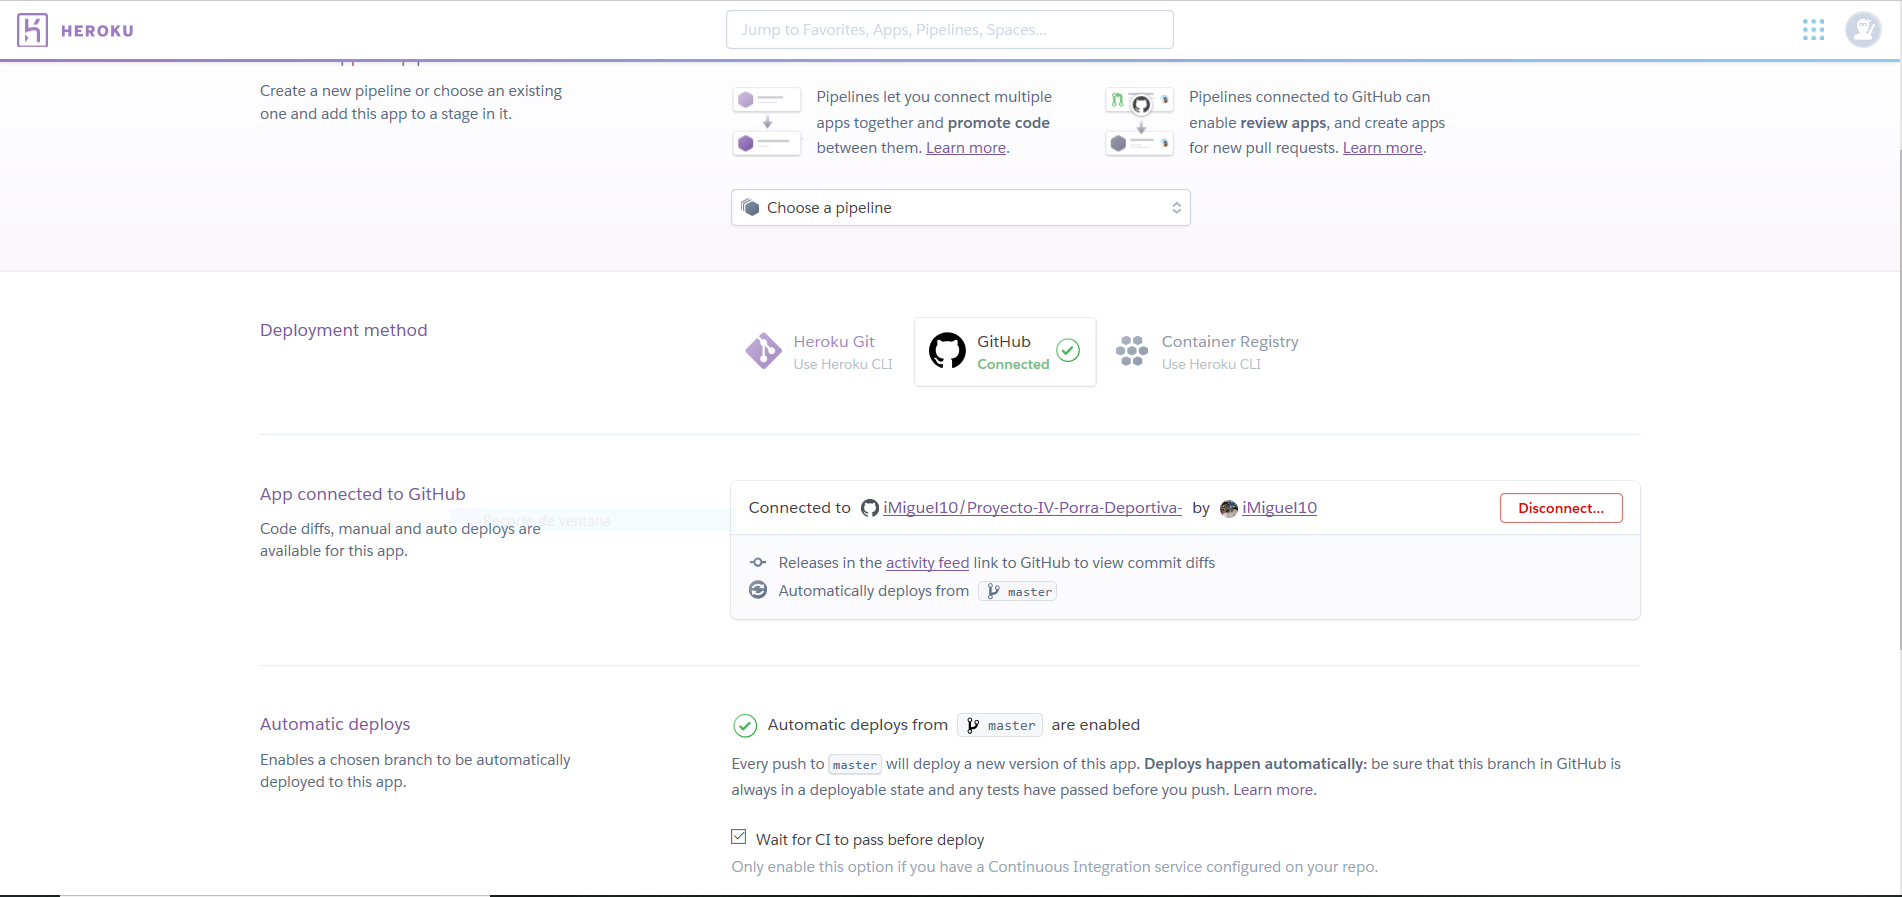 HEROKU
Jump to Favorites, Apps, Pipelines, Spaces...
Create a new pipeline or choose an existing
one and add this app to a stage in it.
Pipelines let you connect multiple
apps together and promote code
between them. Learn more.
Pipelines connected to GitHub can
enable review apps, and create apps
for new pull requests. Learn more.
Choose a pipeline
Deployment method
Heroku Git
Use Heroku CLI
GitHub
Connected
Container Registry
Use Heroku CLI
App connected to GitHub
Code diffs, manual and auto deploys are
available for this app.
Recorte de ventana
Connected to iMiguel10/Proyecto-IV-Porra-Deportiva- by iMiguel10
Disconnect...
Releases in the activity feed link to GitHub to view commit diffs
Automatically deploys from master
Automatic deploys
Enables a chosen branch to be automatically
deployed to this app.
Automatic deploys from master are enabled
Every push to master will deploy a new version of this app. Deploys happen automatically: be sure that this branch in GitHub is
always in a deployable state and any tests have passed before you push. Learn more.
Wait for CI to pass before deploy
Only enable this option if you have a Continuous Integration service configured on your repo.